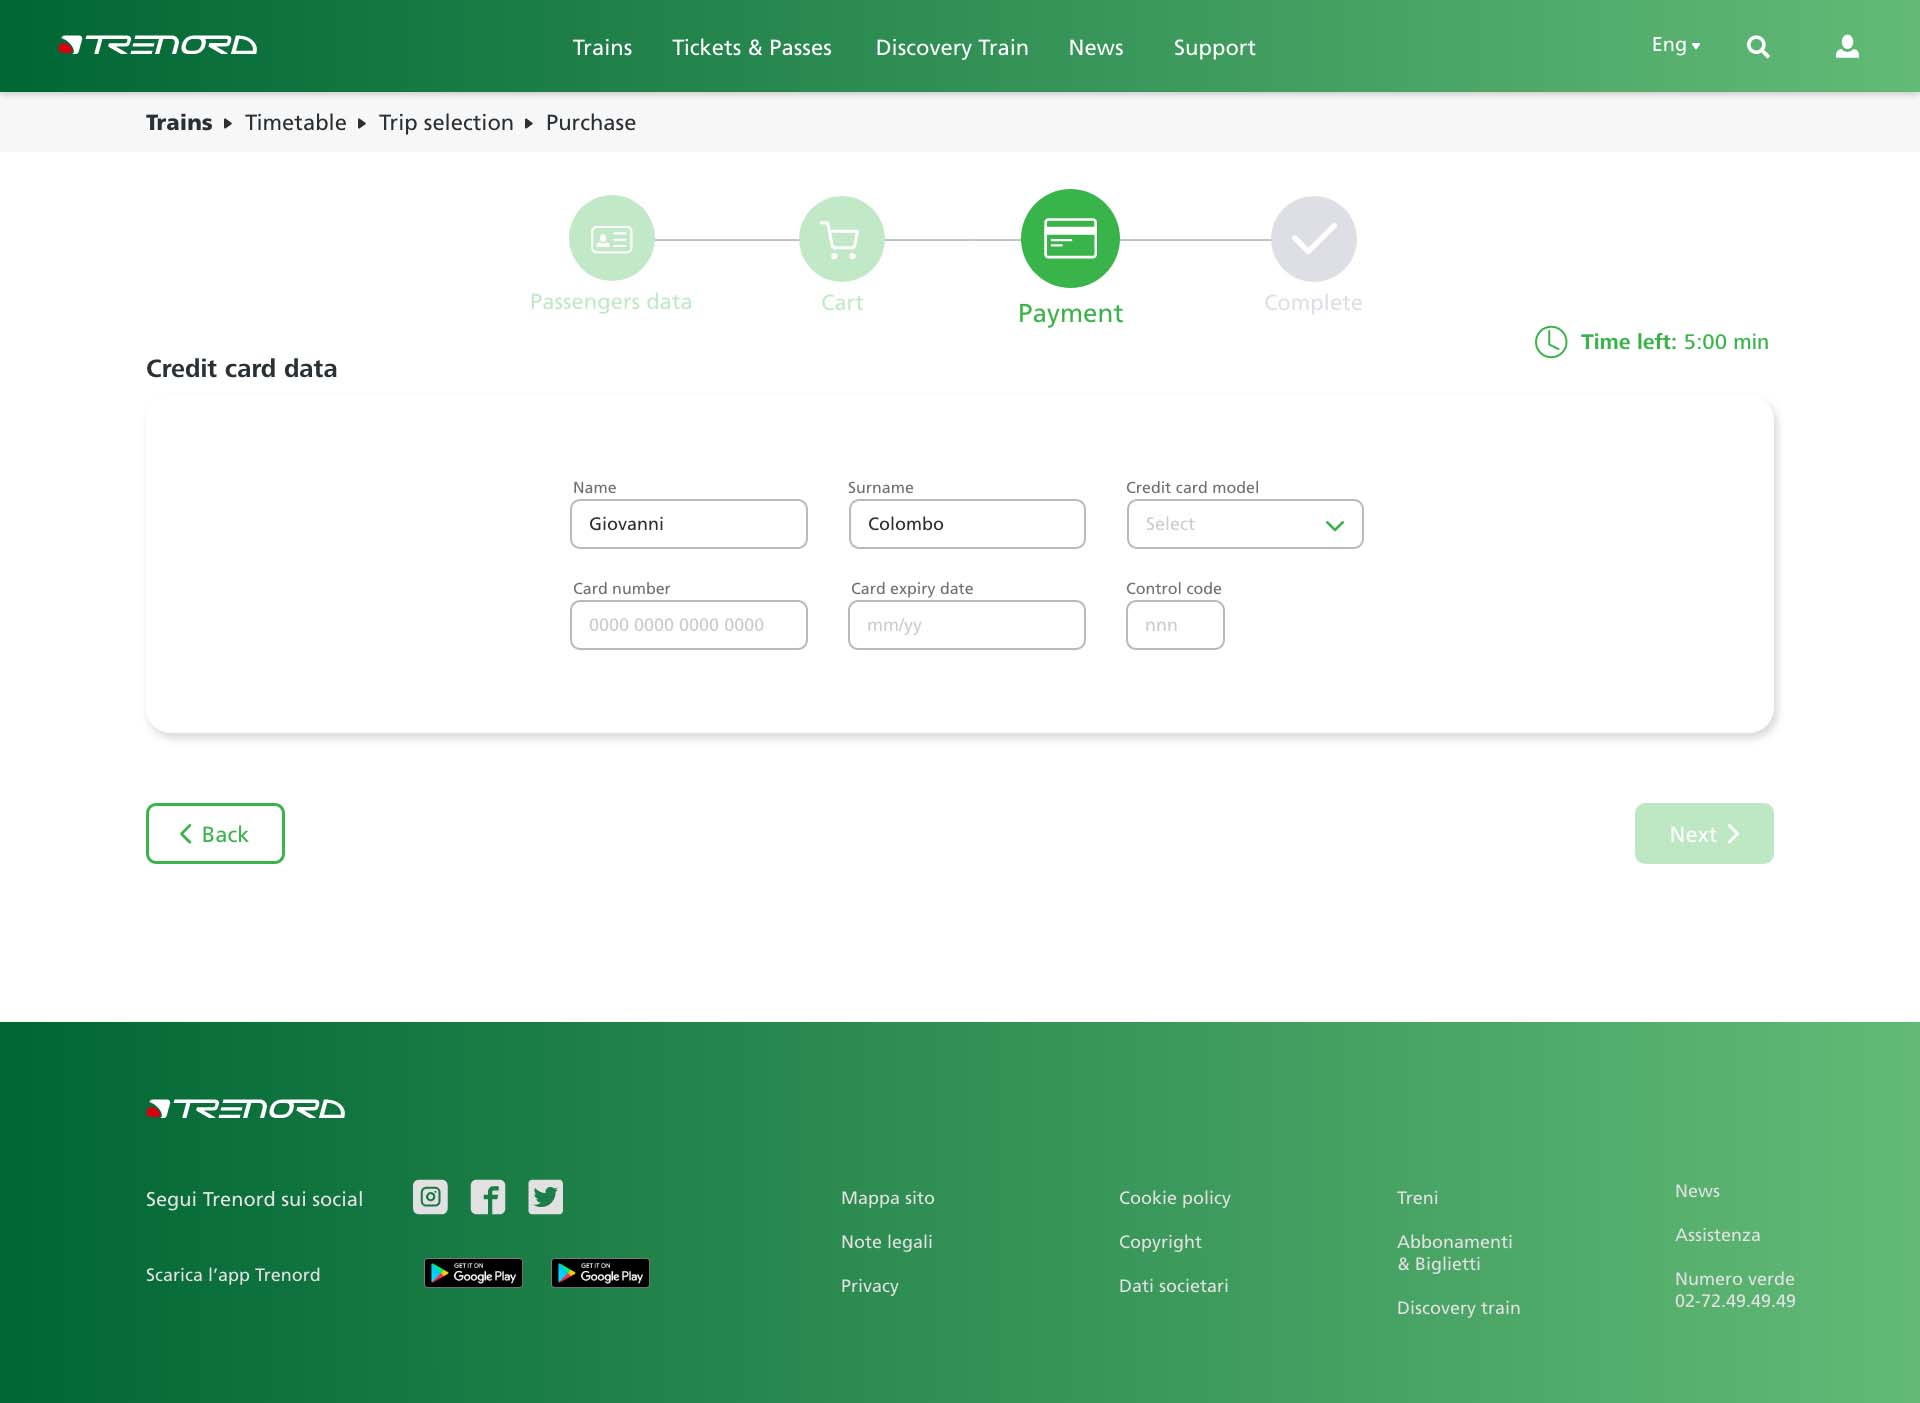 TRENORD
Trains
Tickets & Passes
Discovery Train
News
Support
Eng
Trains
Timetable
Trip selection
Purchase
Passengers data
Cart
Payment
Complete
Time left: 5:00 min
Credit card data
Name
Surname
Credit card model
Giovanni
Colombo
Select
Card number
Card expiry date
Control code
0000 0000 0000 0000
mm/yy
nnn
Back
Next
TRENORD
Segui Trenord sui social
Scarica l’app Trenord
GET IT ON
Google Play
GET IT ON
Google Play
Mappa sito
Note legali
Privacy
Cookie policy
Copyright
Dati societari
Treni
Abbonamenti
& Biglietti
Discovery train
News
Assistenza
Numero verde
02-72.49.49.49